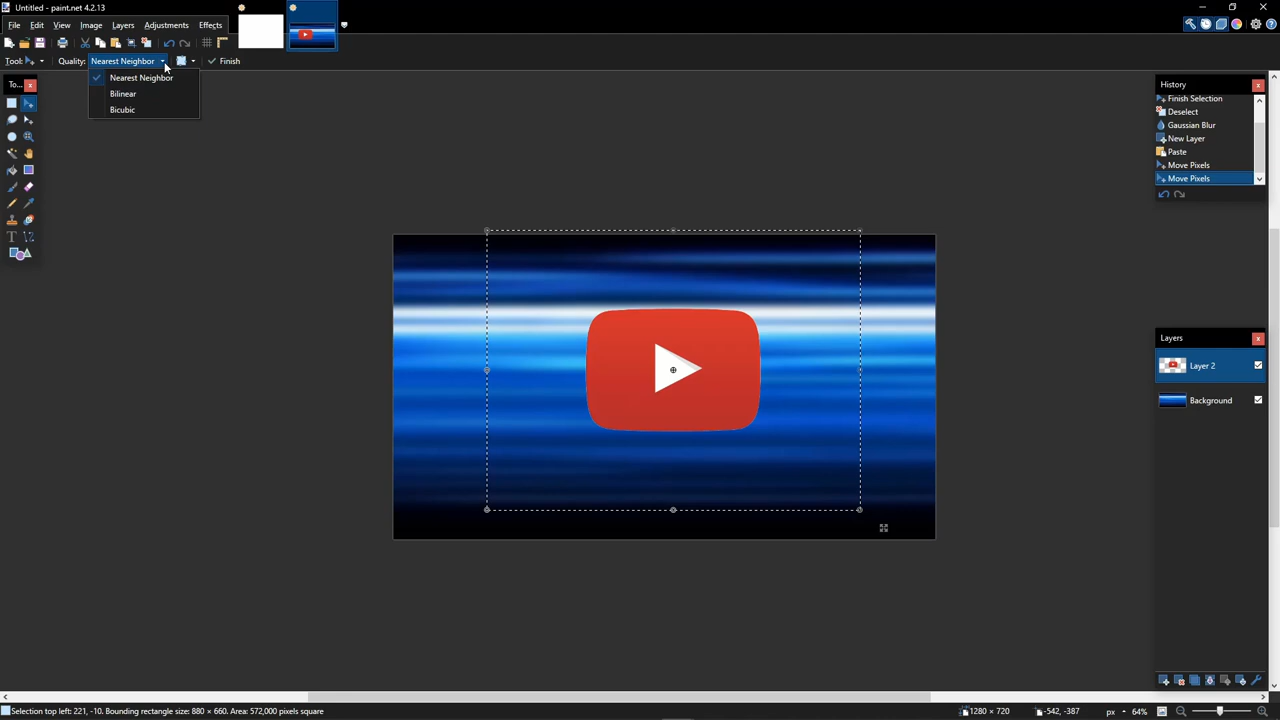 Untitled - paint.net 4.2.13
File Edit View Image Layers Adjustments Effects
Tool: Quality: Nearest Neighbor Finish
Nearest Neighbor
Bilinear
Bicubic
To...
History
Finish Selection
Deselect
Gaussian Blur
New Layer
Paste
Move Pixels
Move Pixels
Layers
Layer 2
Background
Selection top left: 221, -10. Bounding rectangle size: 880 × 660. Area: 572,000 pixels square
1280 × 720
-542, -387
px
64%